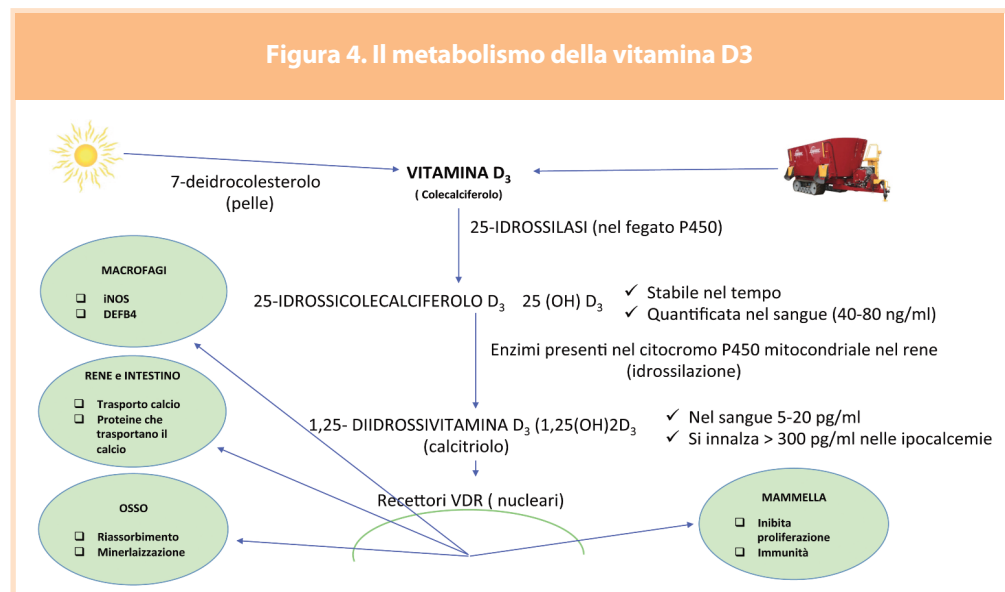 Figura 4. Il metabolismo della vitamina D3
7-deidrocolesterolo
(pelle)
VITAMINA D₃
( Colecalciferolo)
25-IDROSSILASI (nel fegato P450)
MACROFAGI
❑ iNOS
❑ DEFB4
25-IDROSSICOLECALCIFEROLO D₃ 25 (OH) D₃
✓ Stabile nel tempo
✓ Quantificata nel sangue (40-80 ng/ml)
Enzimi presenti nel citocromo P450 mitocondriale nel rene
(idrossilazione)
RENE e INTESTINO
❑ Trasporto calcio
❑ Proteine che
trasportano il
calcio
1,25- DIIDROSSIVITAMINA D₃ (1,25(OH)2D₃
(calcitriolo)
✓ Nel sangue 5-20 pg/ml
✓ Si innalza > 300 pg/ml nelle ipocalcemie
Recettori VDR ( nucleari)
OSSO
❑ Riassorbimento
❑ Minerlaizzazione
MAMMELLA
❑ Inibita
proliferazione
❑ Immunità